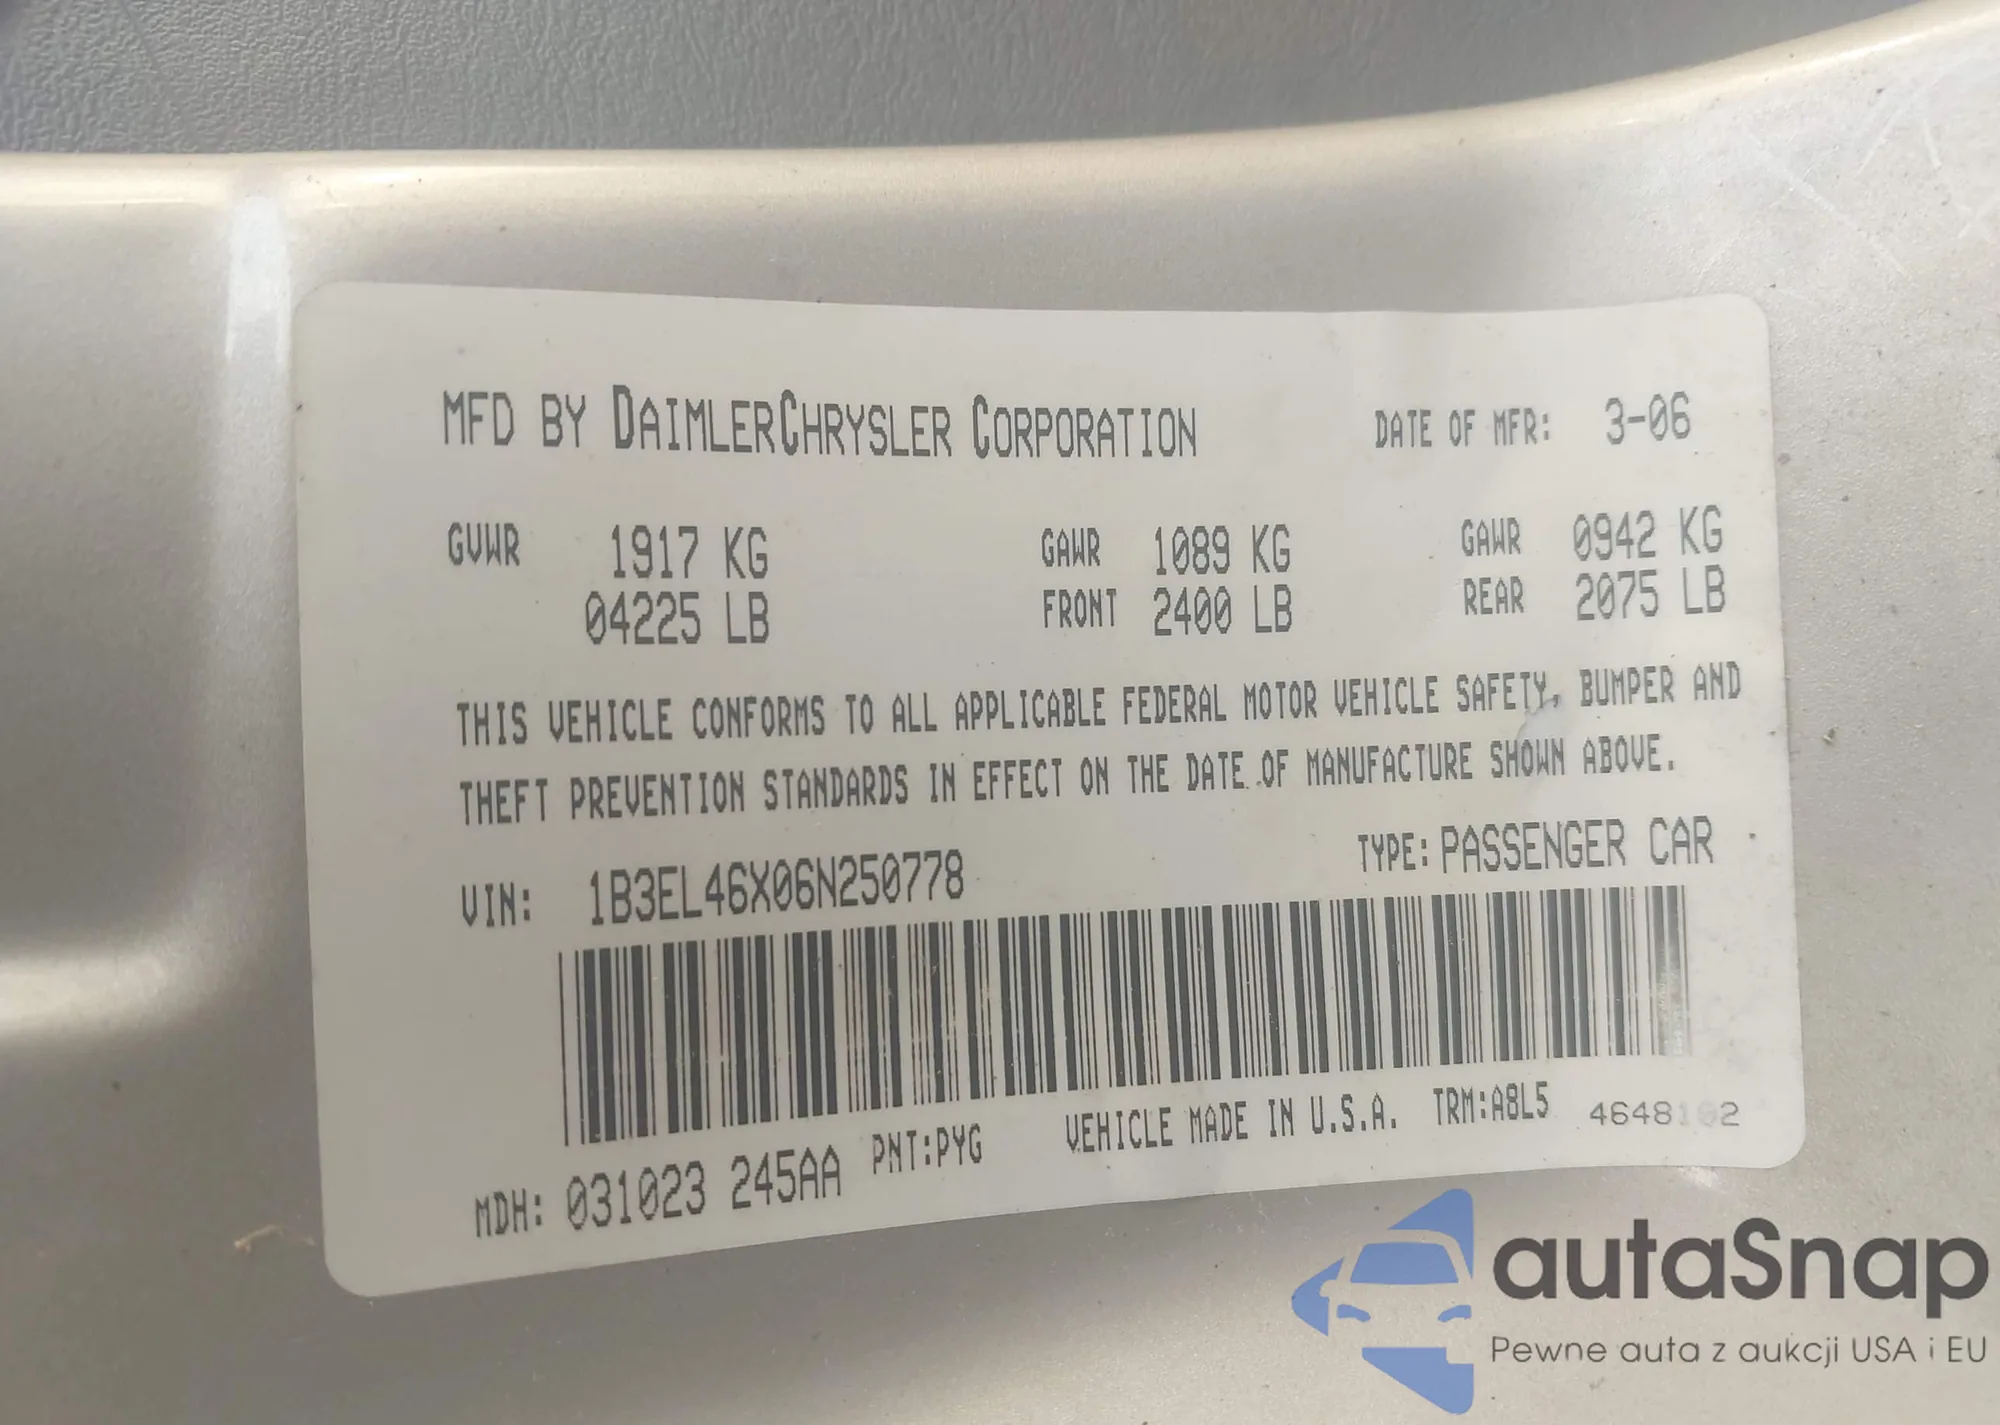 MFD BY DAIMLERCHRYSLER CORPORATION DATE OF MFR: 3-06
GVWR 1917 KG GAWR 1089 KG GAWR 0942 KG
04225 LB FRONT 2400 LB REAR 2075 LB
THIS VEHICLE CONFORMS TO ALL APPLICABLE FEDERAL MOTOR VEHICLE SAFETY, BUMPER AND
THEFT PREVENTION STANDARDS IN EFFECT ON THE DATE OF MANUFACTURE SHOWN ABOVE.
VIN: 1B3EL46X06N250778 TYPE: PASSENGER CAR
MDH: 031023 245AA PNT:PYG VEHICLE MADE IN U.S.A. TRM:A8L5
autaSnap
Pewne auta z aukcji USA i EU